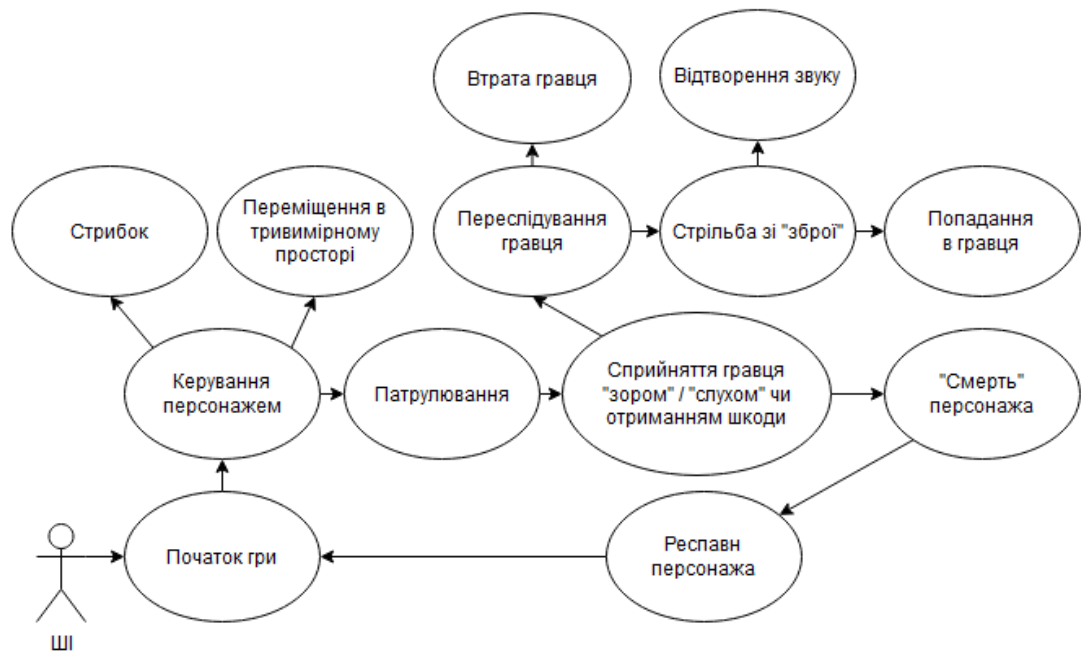 Втрата гравця
Відтворення звуку
Стрибок
Переміщення в
тривимірному
просторі
Переслідування
гравця
Стрільба зі "зброї"
Попадання
в гравця
Керування
персонажем
Патрулювання
Сприйняття гравця
"зором" / "слухом" чи
отриманням шкоди
"Смерть"
персонажа
Початок гри
Респавн
персонажа
ШІ